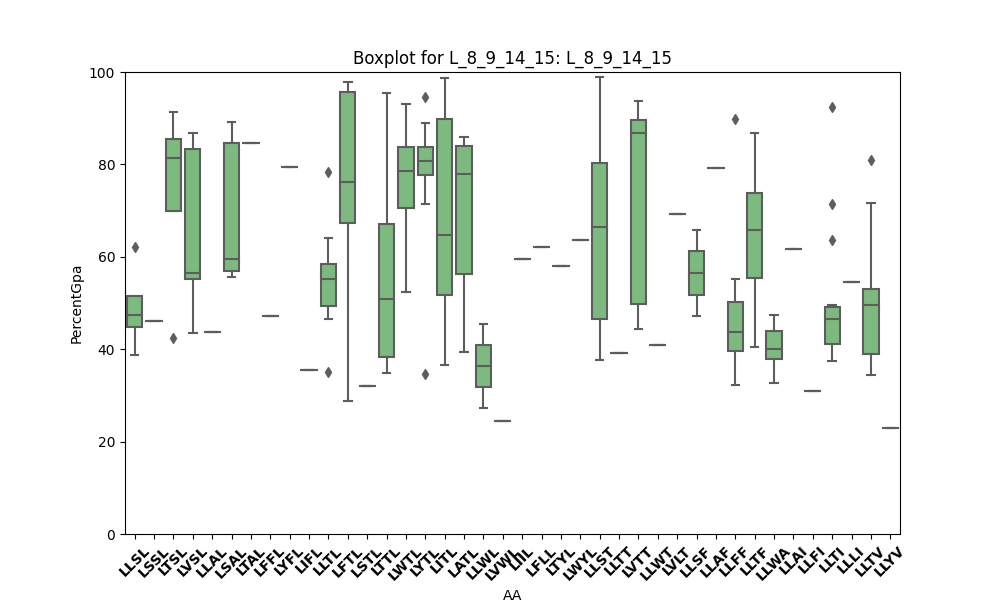 Boxplot for L_8_9_14_15: L_8_9_14_15
PercentGpa
100
80
60
40
20
0
LLSL LSSL LTSL LVSL LLAL LSAL LTAL LFFL LYFL LIFL LLTL LFTL LSTL LTTL LWTL LYTL LITL LATL LLWL LVWL LIIL LFLL LTYL LWYL LLST LLTT LVTT LLWT LVLT LLSF LLAF LLFF LLTF LLWA LLAI LLFI LLTI LLLI LLTV LLYV
AA